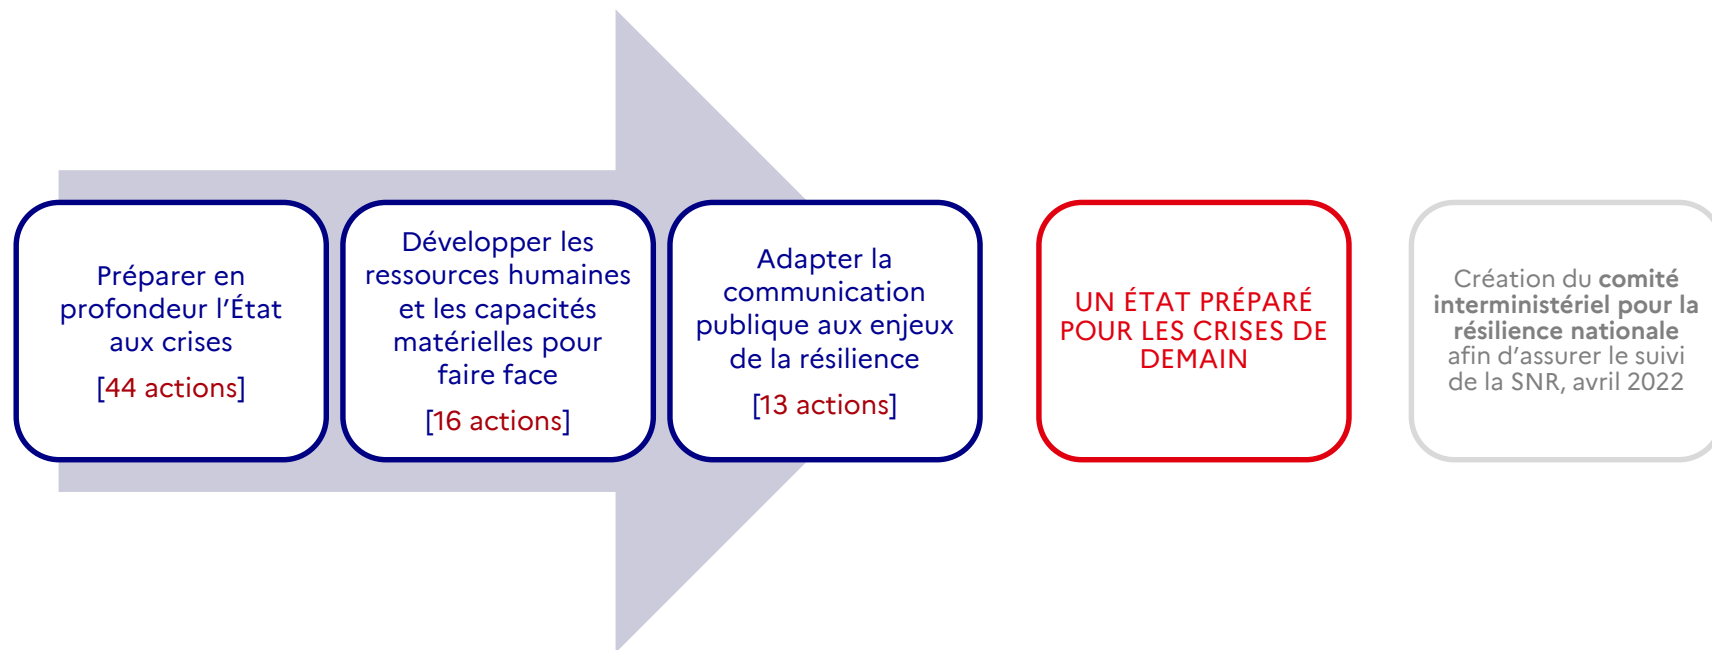 Préparer en
profondeur l’État
aux crises
[44 actions]
Développer les
ressources humaines
et les capacités
matérielles pour
faire face
[16 actions]
Adapter la
communication
publique aux enjeux
de la résilience
[13 actions]
UN ÉTAT PRÉPARÉ
POUR LES CRISES DE
DEMAIN
Création du comité
interministériel pour la
résilience nationale
afin d’assurer le suivi
de la SNR, avril 2022